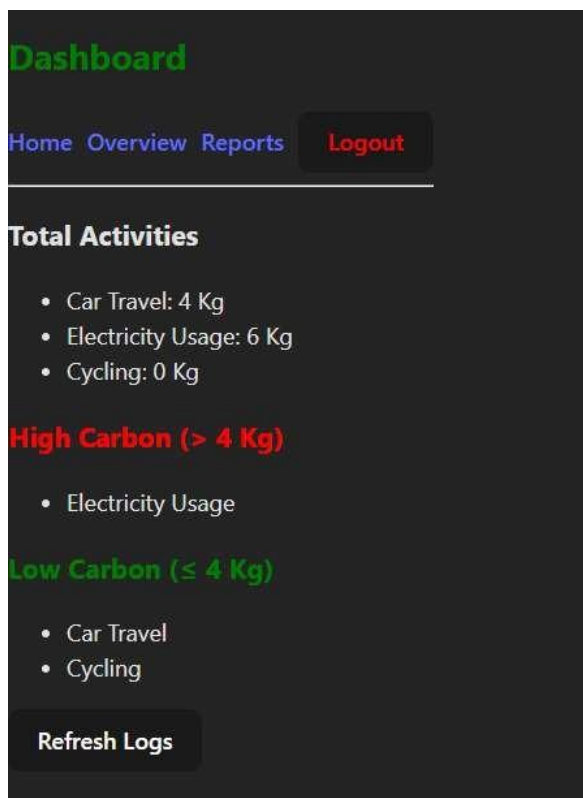 Dashboard
Home Overview Reports Logout
Total Activities
• Car Travel: 4 Kg
• Electricity Usage: 6 Kg
• Cycling: 0 Kg
High Carbon (> 4 Kg)
• Electricity Usage
Low Carbon (≤ 4 Kg)
• Car Travel
• Cycling
Refresh Logs